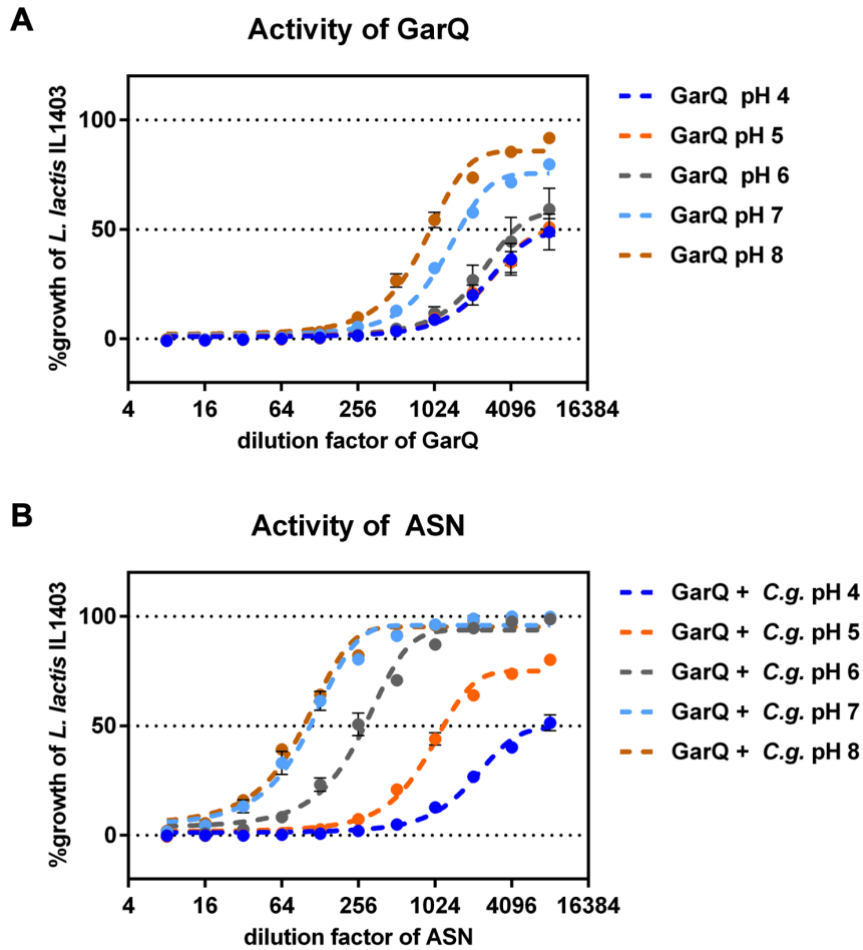 A
Activity of GarQ
%growth of L. lactis IL1403
100
50
0
4 16 64 256 1024 4096 16384
dilution factor of GarQ
GarQ pH 4
GarQ pH 5
GarQ pH 6
GarQ pH 7
GarQ pH 8
B
Activity of ASN
%growth of L. lactis IL1403
100
50
0
4 16 64 256 1024 4096 16384
dilution factor of ASN
GarQ + C.g. pH 4
GarQ + C.g. pH 5
GarQ + C.g. pH 6
GarQ + C.g. pH 7
GarQ + C.g. pH 8